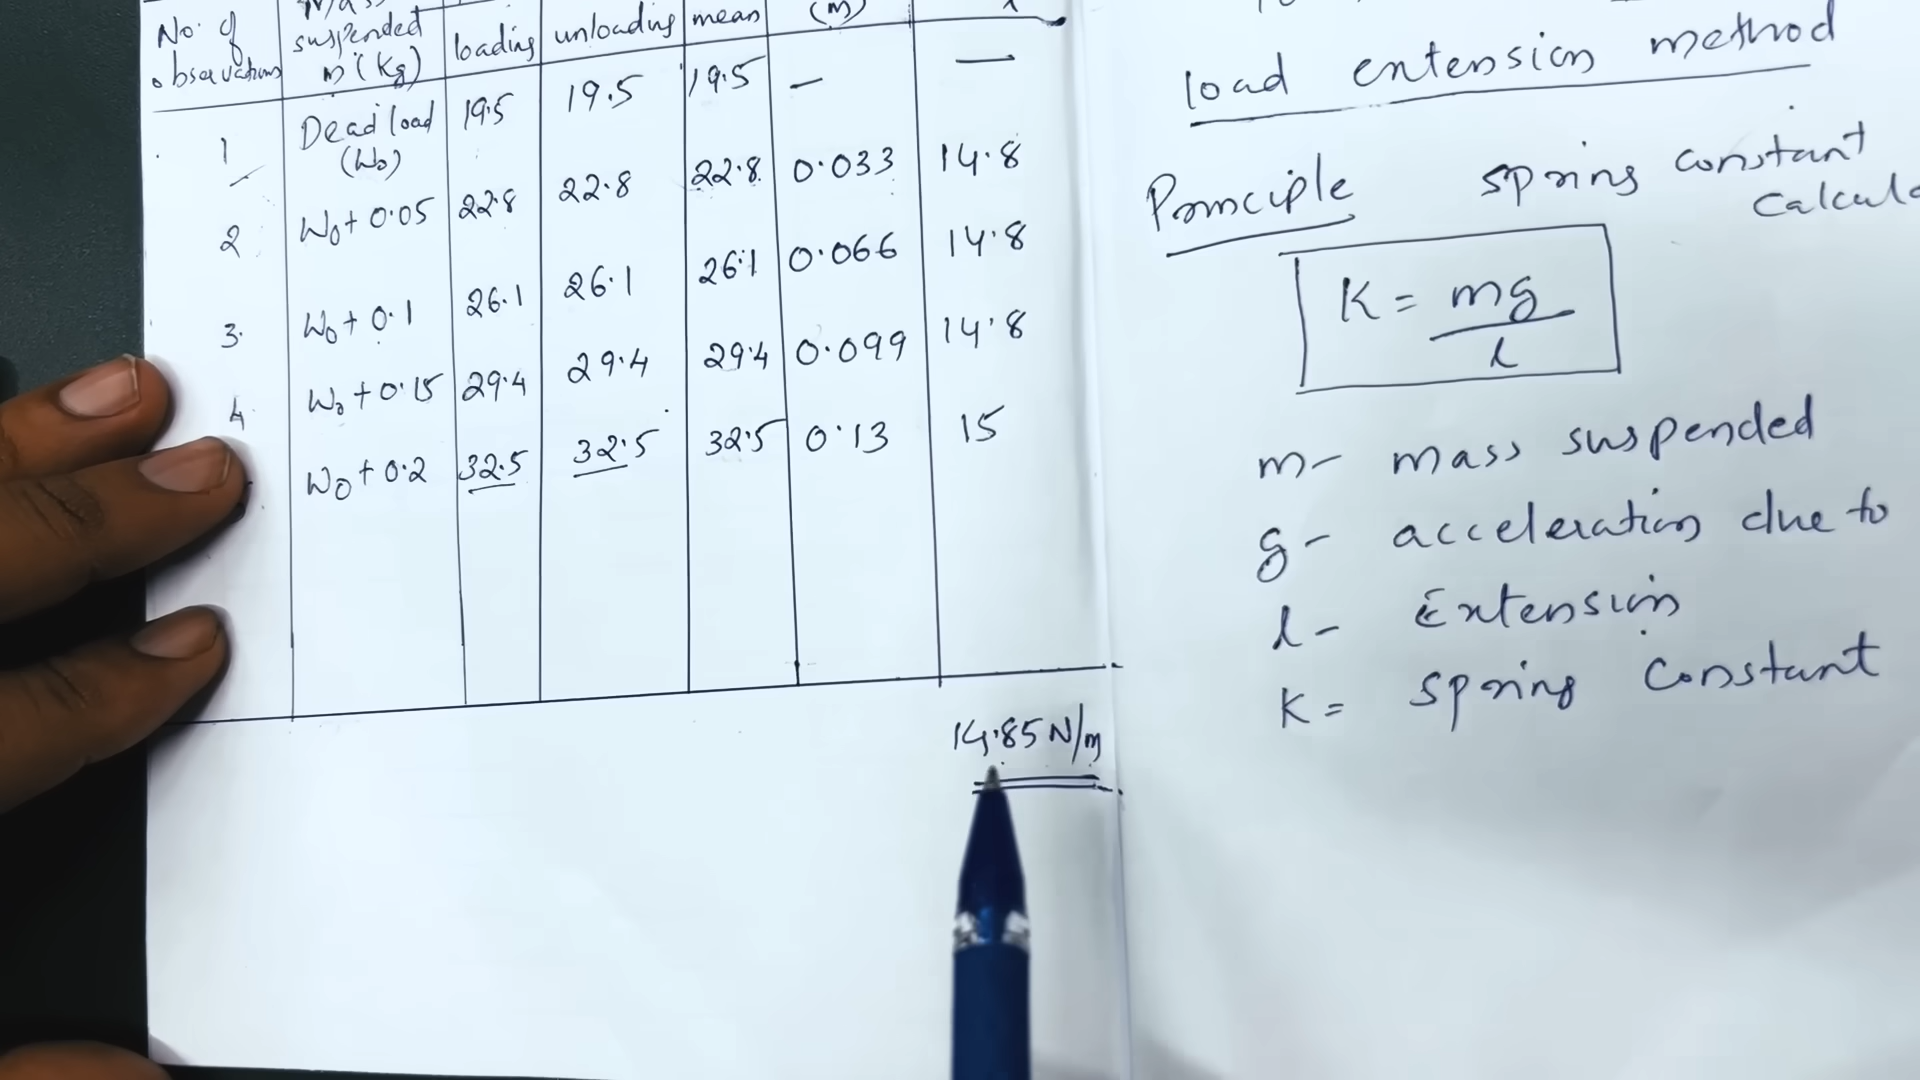 No. of observations suspended m (Kg) loading unloading mean (m)
1 Dead load (W0) 19.5 19.5 19.5 — —
2 W0 + 0.05 22.8 22.8 22.8 0.033 14.8
3. W0 + 0.1 26.1 26.1 26.1 0.066 14.8
4. W0 + 0.15 29.4 29.4 29.4 0.099 14.8
W0 + 0.2 32.5 32.5 32.5 0.13 15
14.85 N/m
load extension method
Principle spring constant
K = mg
l
m - mass suspended
g - acceleration due to
l - Extension
K = spring constant